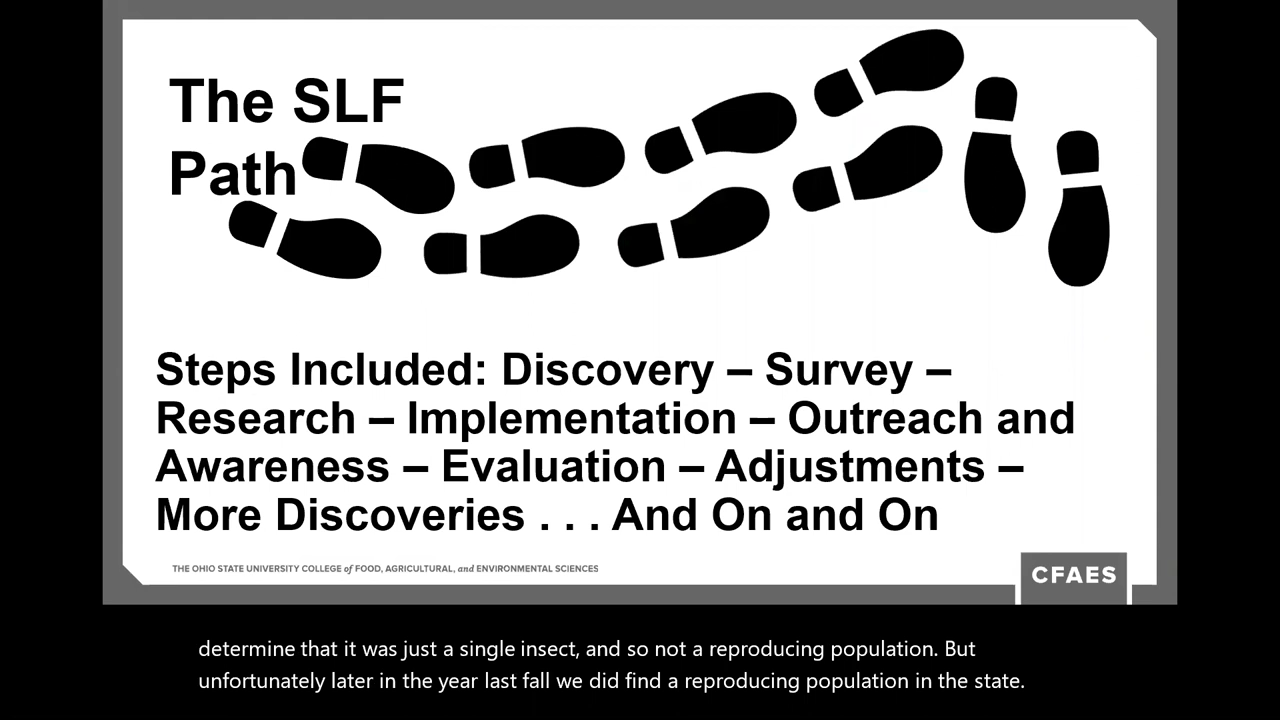 The SLF
Path
Steps Included: Discovery – Survey –
Research – Implementation – Outreach and
Awareness – Evaluation – Adjustments –
More Discoveries . . . And On and On
THE OHIO STATE UNIVERSITY COLLEGE of FOOD, AGRICULTURAL, and ENVIRONMENTAL SCIENCES
CFAES
determine that it was just a single insect, and so not a reproducing population. But
unfortunately later in the year last fall we did find a reproducing population in the state.